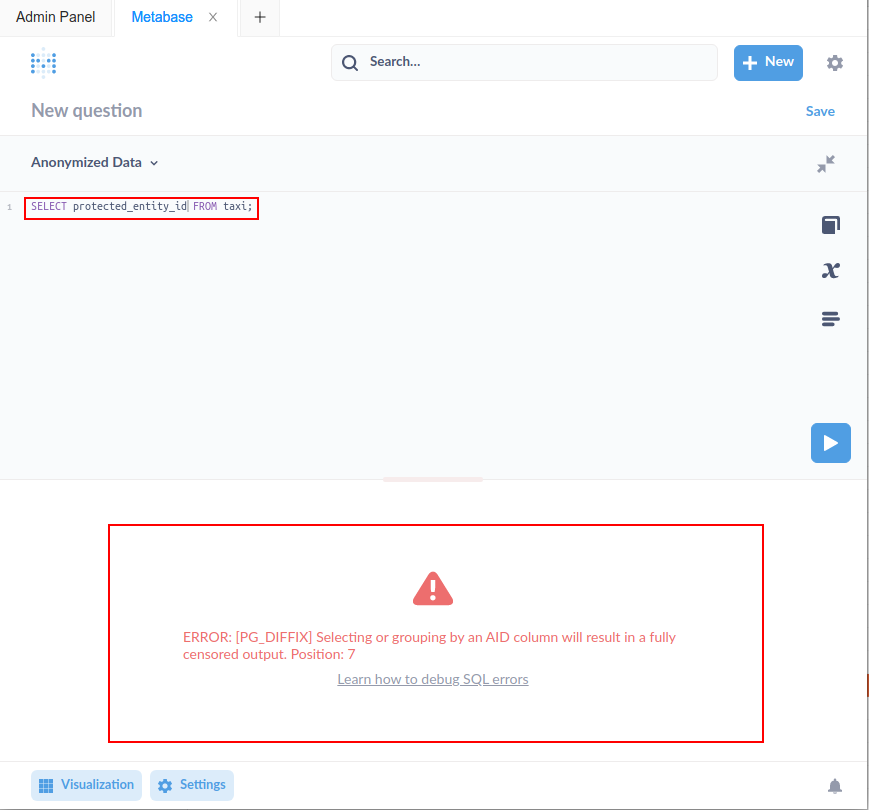 Admin Panel
Metabase
Search...
New
New question
Save
Anonymized Data
1 SELECT protected_entity_id FROM taxi;
x
ERROR: [PG_DIFFIX] Selecting or grouping by an AID column will result in a fully
censored output. Position: 7
Learn how to debug SQL errors
Visualization
Settings